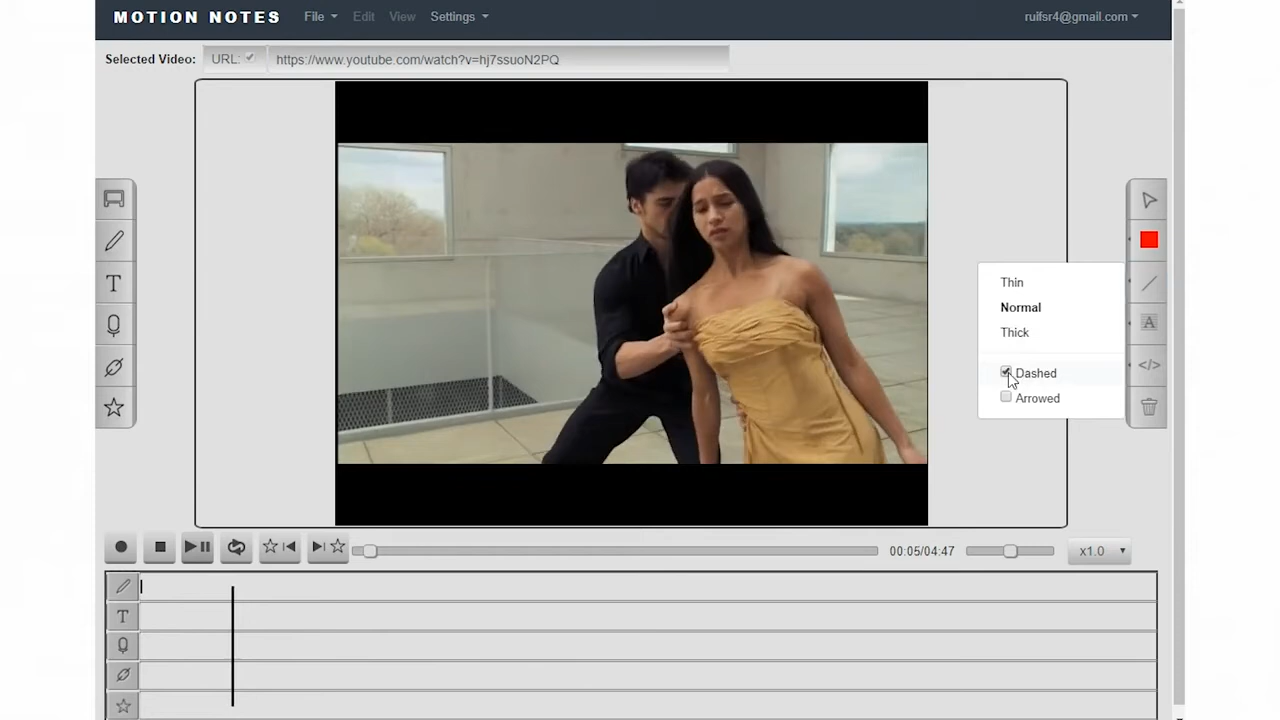 MOTION NOTES File Edit View Settings rulfsr4@gmail.com
Selected Video: URL: https://www.youtube.com/watch?v=hj7ssuoN2PQ
T
A
</>
Thin
Normal
Thick
Dashed
Arrowed
00:05/04:47 x1.0
T